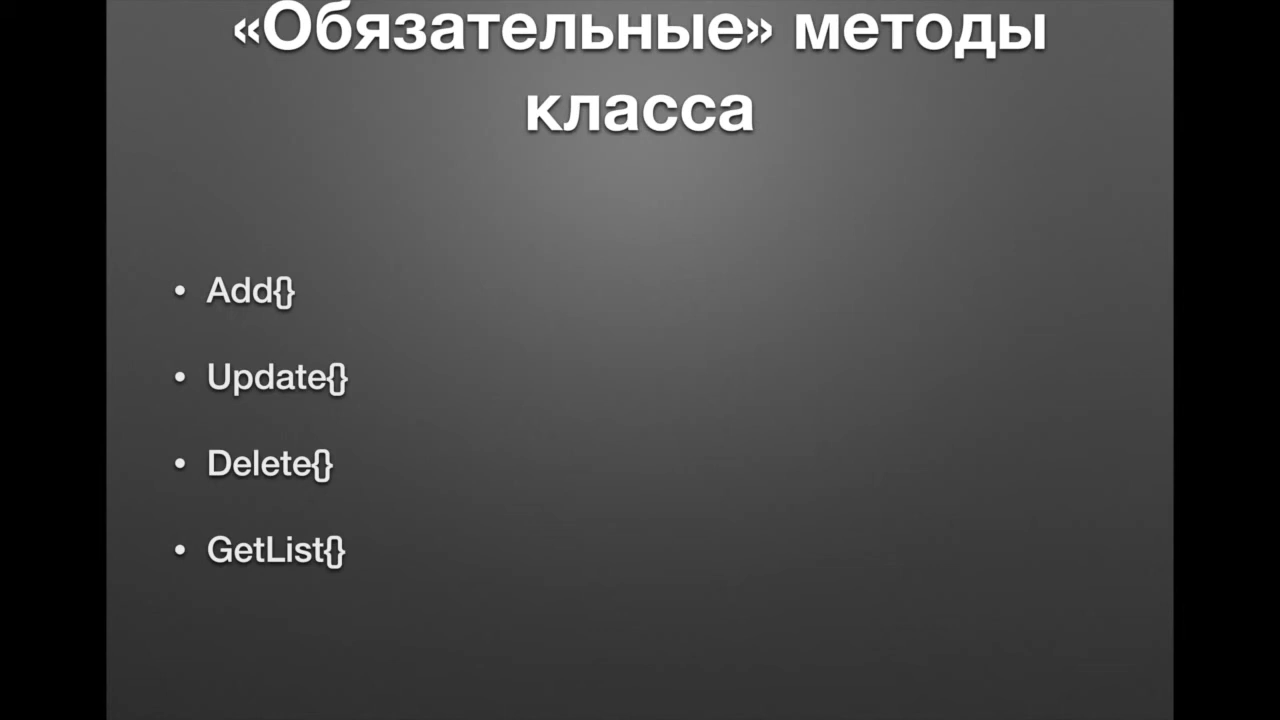 «Обязательные» методы
класса
• Add{}
• Update{}
• Delete{}
• GetList{}